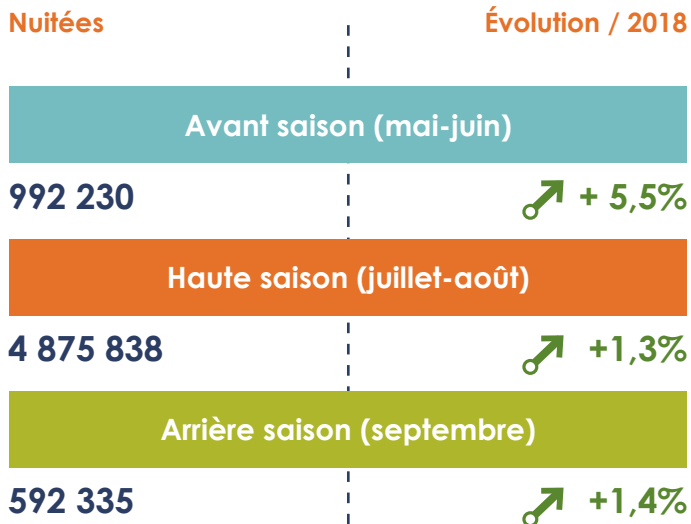 Nuitées Évolution / 2018
Avant saison (mai-juin)
992 230 + 5,5%
Haute saison (juillet-août)
4 875 838 +1,3%
Arrière saison (septembre)
592 335 +1,4%